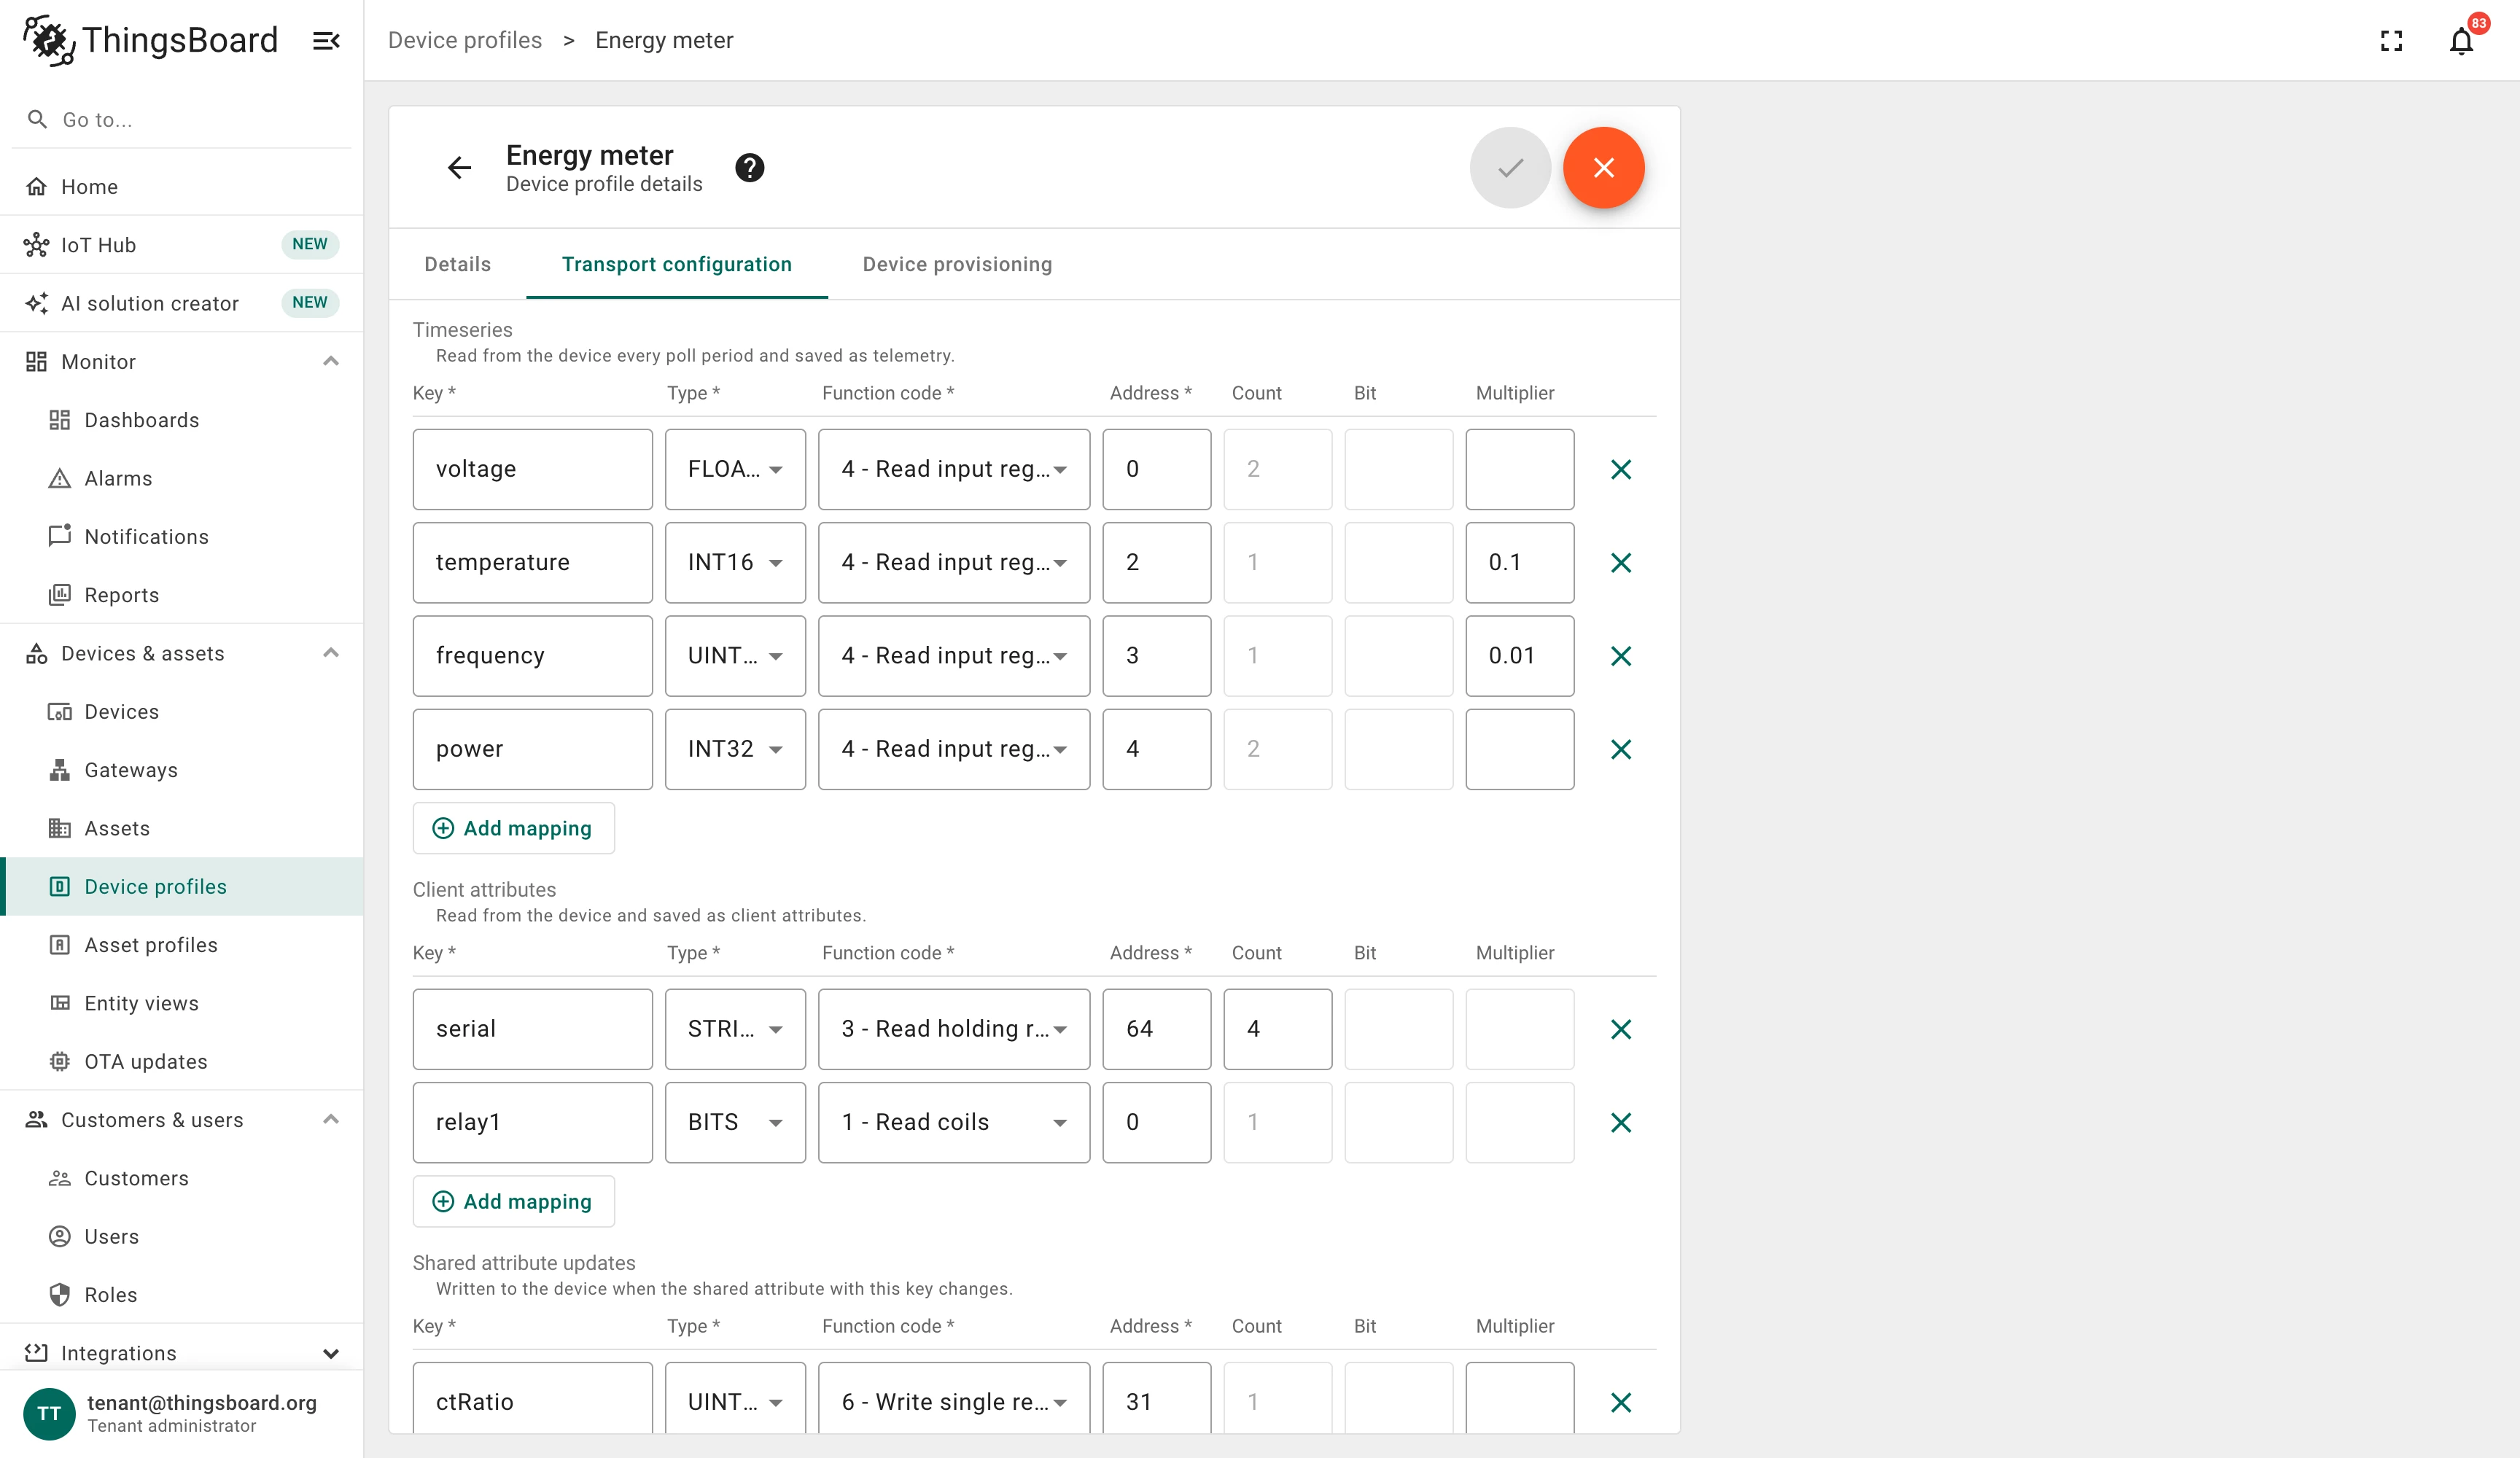 ThingsBoard
Device profiles > Energy meter
83
Go to...
Home
IoT Hub NEW
AI solution creator NEW
Monitor
Dashboards
Alarms
Notifications
Reports
Devices & assets
Devices
Gateways
Assets
Device profiles
Asset profiles
Entity views
OTA updates
Customers & users
Customers
Users
Roles
Integrations
TT
tenant@thingsboard.org
Tenant administrator
Energy meter
Device profile details
Details Transport configuration Device provisioning
Timeseries
Read from the device every poll period and saved as telemetry.
Key * Type * Function code * Address * Count Bit Multiplier
voltage FLOA... 4 - Read input reg... 0 2
temperature INT16 4 - Read input reg... 2 1 0.1
frequency UINT... 4 - Read input reg... 3 1 0.01
power INT32 4 - Read input reg... 4 2
Add mapping
Client attributes
Read from the device and saved as client attributes.
Key * Type * Function code * Address * Count Bit Multiplier
serial STRI... 3 - Read holding r... 64 4
relay1 BITS 1 - Read coils 0 1
Add mapping
Shared attribute updates
Written to the device when the shared attribute with this key changes.
Key * Type * Function code * Address * Count Bit Multiplier
ctRatio UINT... 6 - Write single re... 31 1